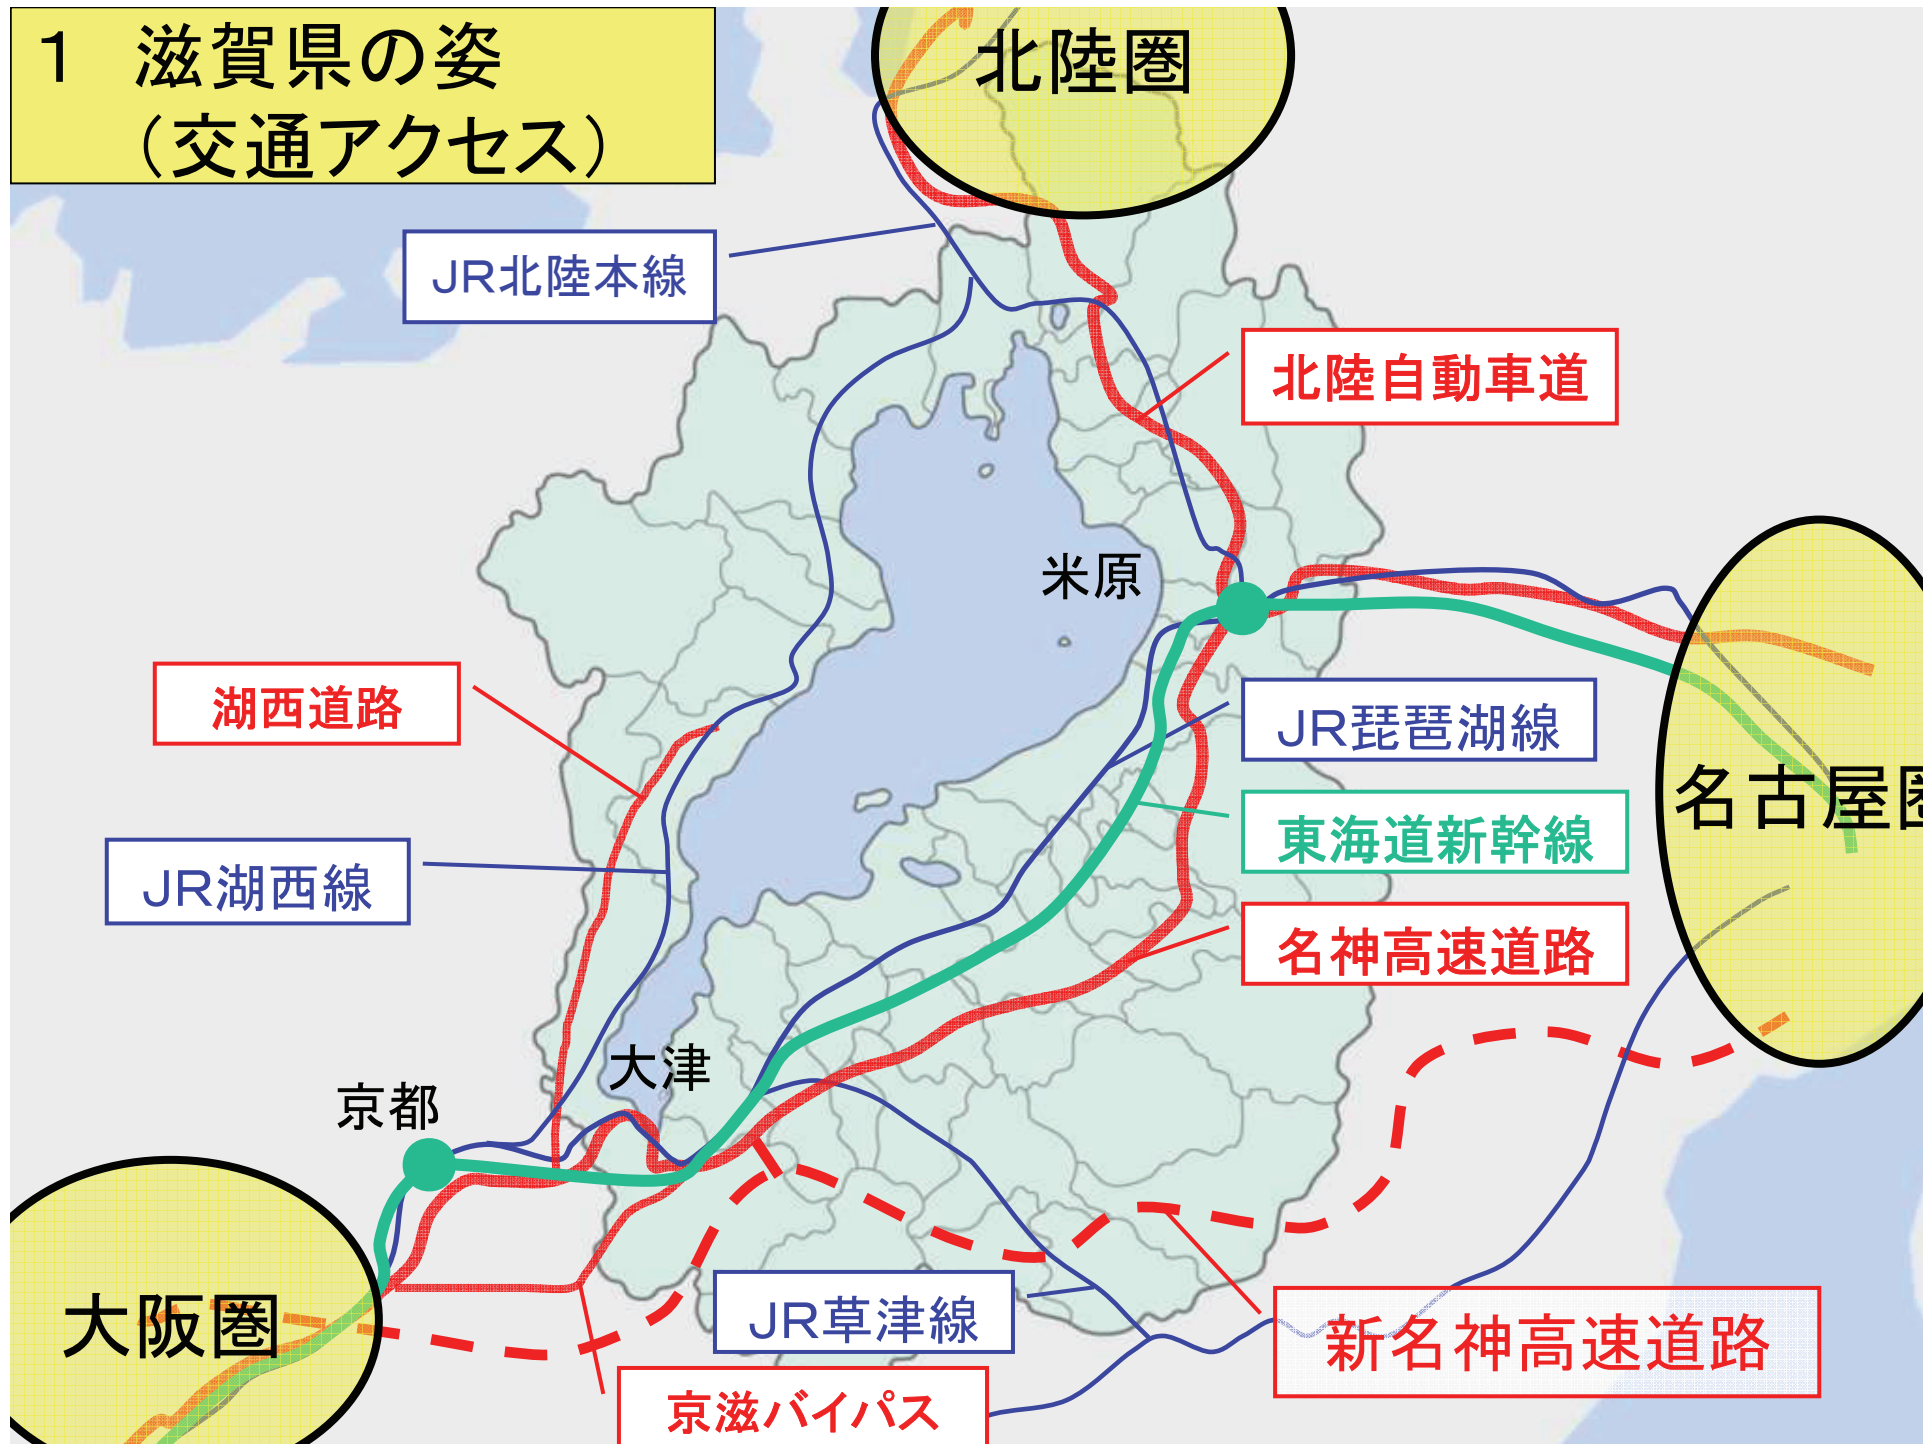 1 滋賀県の姿
（交通アクセス）
北陸圏
JR北陸本線
北陸自動車道
米原
湖西道路
JR琵琶湖線
名古屋圏
東海道新幹線
JR湖西線
名神高速道路
大津
京都
大阪圏
JR草津線
新名神高速道路
京滋バイパス